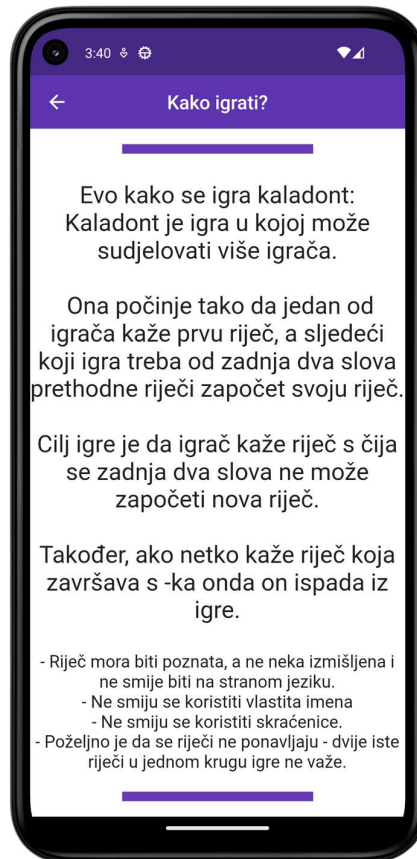 3:40
Kako igrati?
Evo kako se igra kaladont:
Kaladont je igra u kojoj može
sudjelovati više igrača.
Ona počinje tako da jedan od
igrača kaže prvu riječ, a sljedeći
koji igra treba od zadnja dva slova
prethodne riječi započet svoju riječ.
Cilj igre je da igrač kaže riječ s čija
se zadnja dva slova ne može
započeti nova riječ.
Također, ako netko kaže riječ koja
završava s -ka onda on ispada iz
igre.
- Riječ mora biti poznata, a ne neka izmišljena i
ne smije biti na stranom jeziku.
- Ne smiju se koristiti vlastita imena
- Ne smiju se koristiti skraćenice.
- Poželjno je da se riječi ne ponavljaju - dvije iste
riječi u jednom krugu igre ne važe.